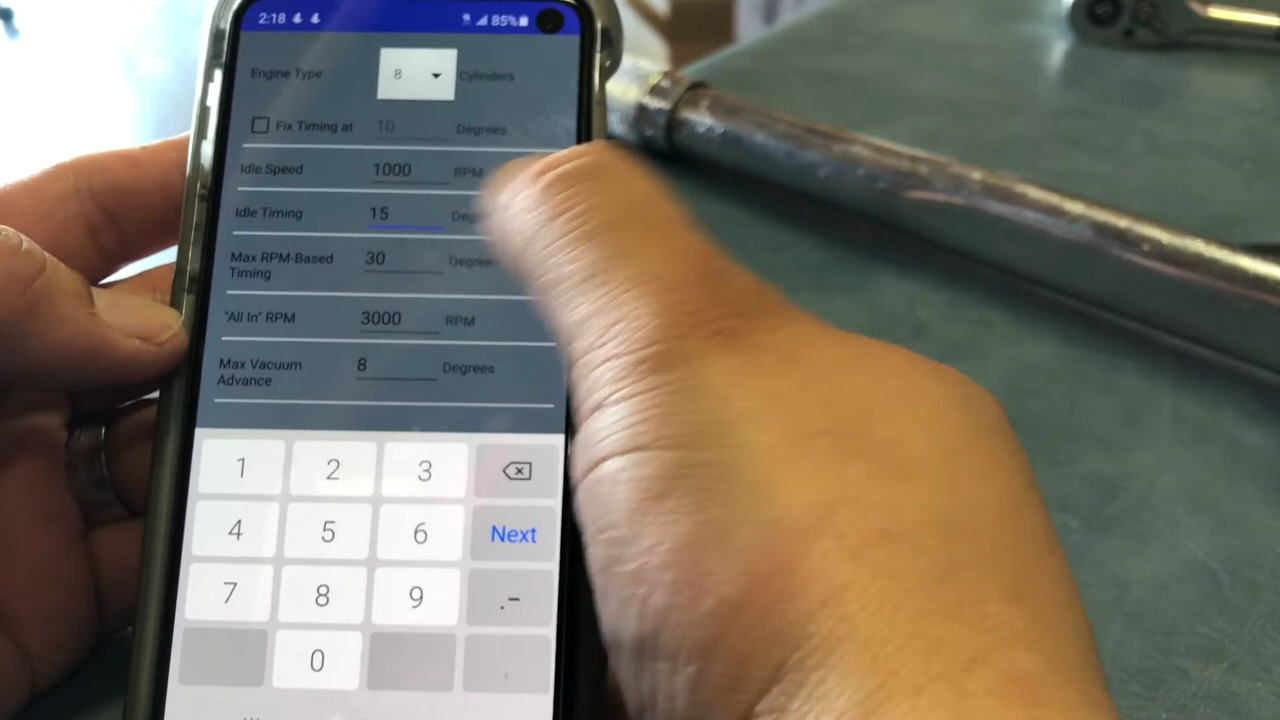 2:18 85%
Engine Type 8 Cylinders
Fix Timing at 10 Degrees
Idle Speed 1000 RPM
Idle Timing 15
Max RPM-Based
Timing 30 Degrees
"All In" RPM 3000 RPM
Max Vacuum
Advance 8 Degrees
1 2 3
4 5 6 Next
7 8 9 .-
0 ,